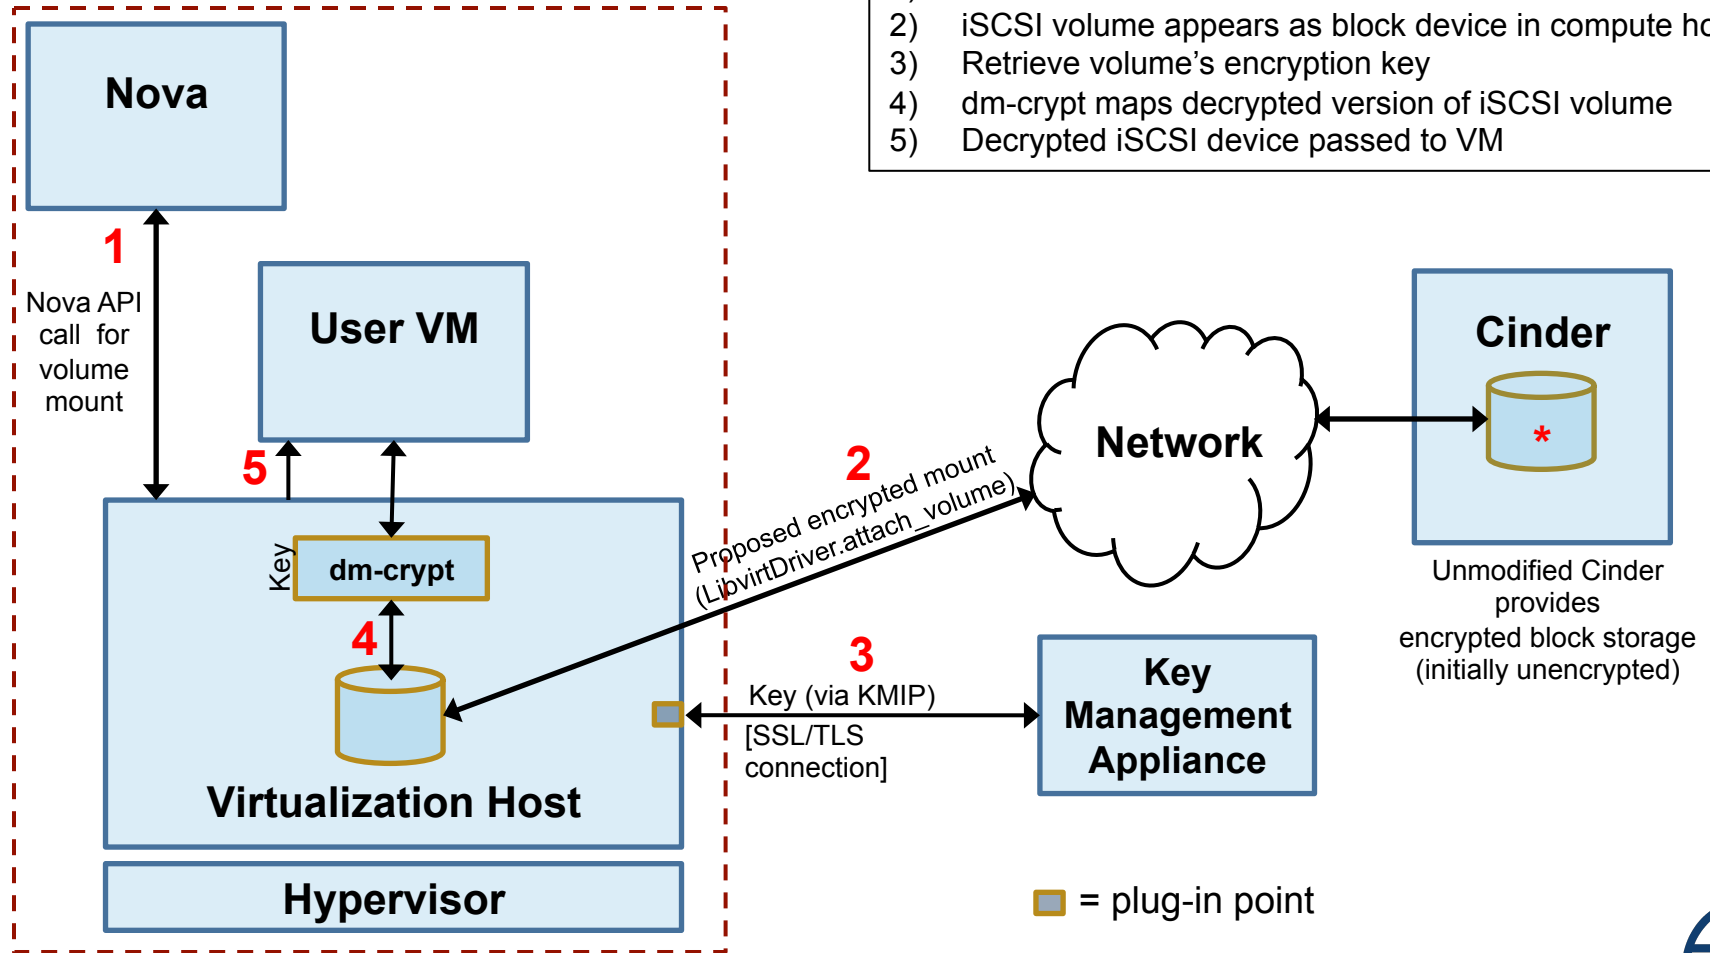 2) iSCSI volume appears as block device in compute
3) Retrieve volume’s encryption key
4) dm-crypt maps decrypted version of iSCSI volume
5) Decrypted iSCSI device passed to VM
Nova
1
Nova API
call for
volume
mount
User VM
5
Key
dm-crypt
4
Virtualization Host
Hypervisor
2
Proposed encrypted mount
(LibvirtDriver.attach_volume)
Network
Cinder
*
Unmodified Cinder
provides
encrypted block storage
(initially unencrypted)
3
Key (via KMIP)
[SSL/TLS
connection]
Key
Management
Appliance
= plug-in point